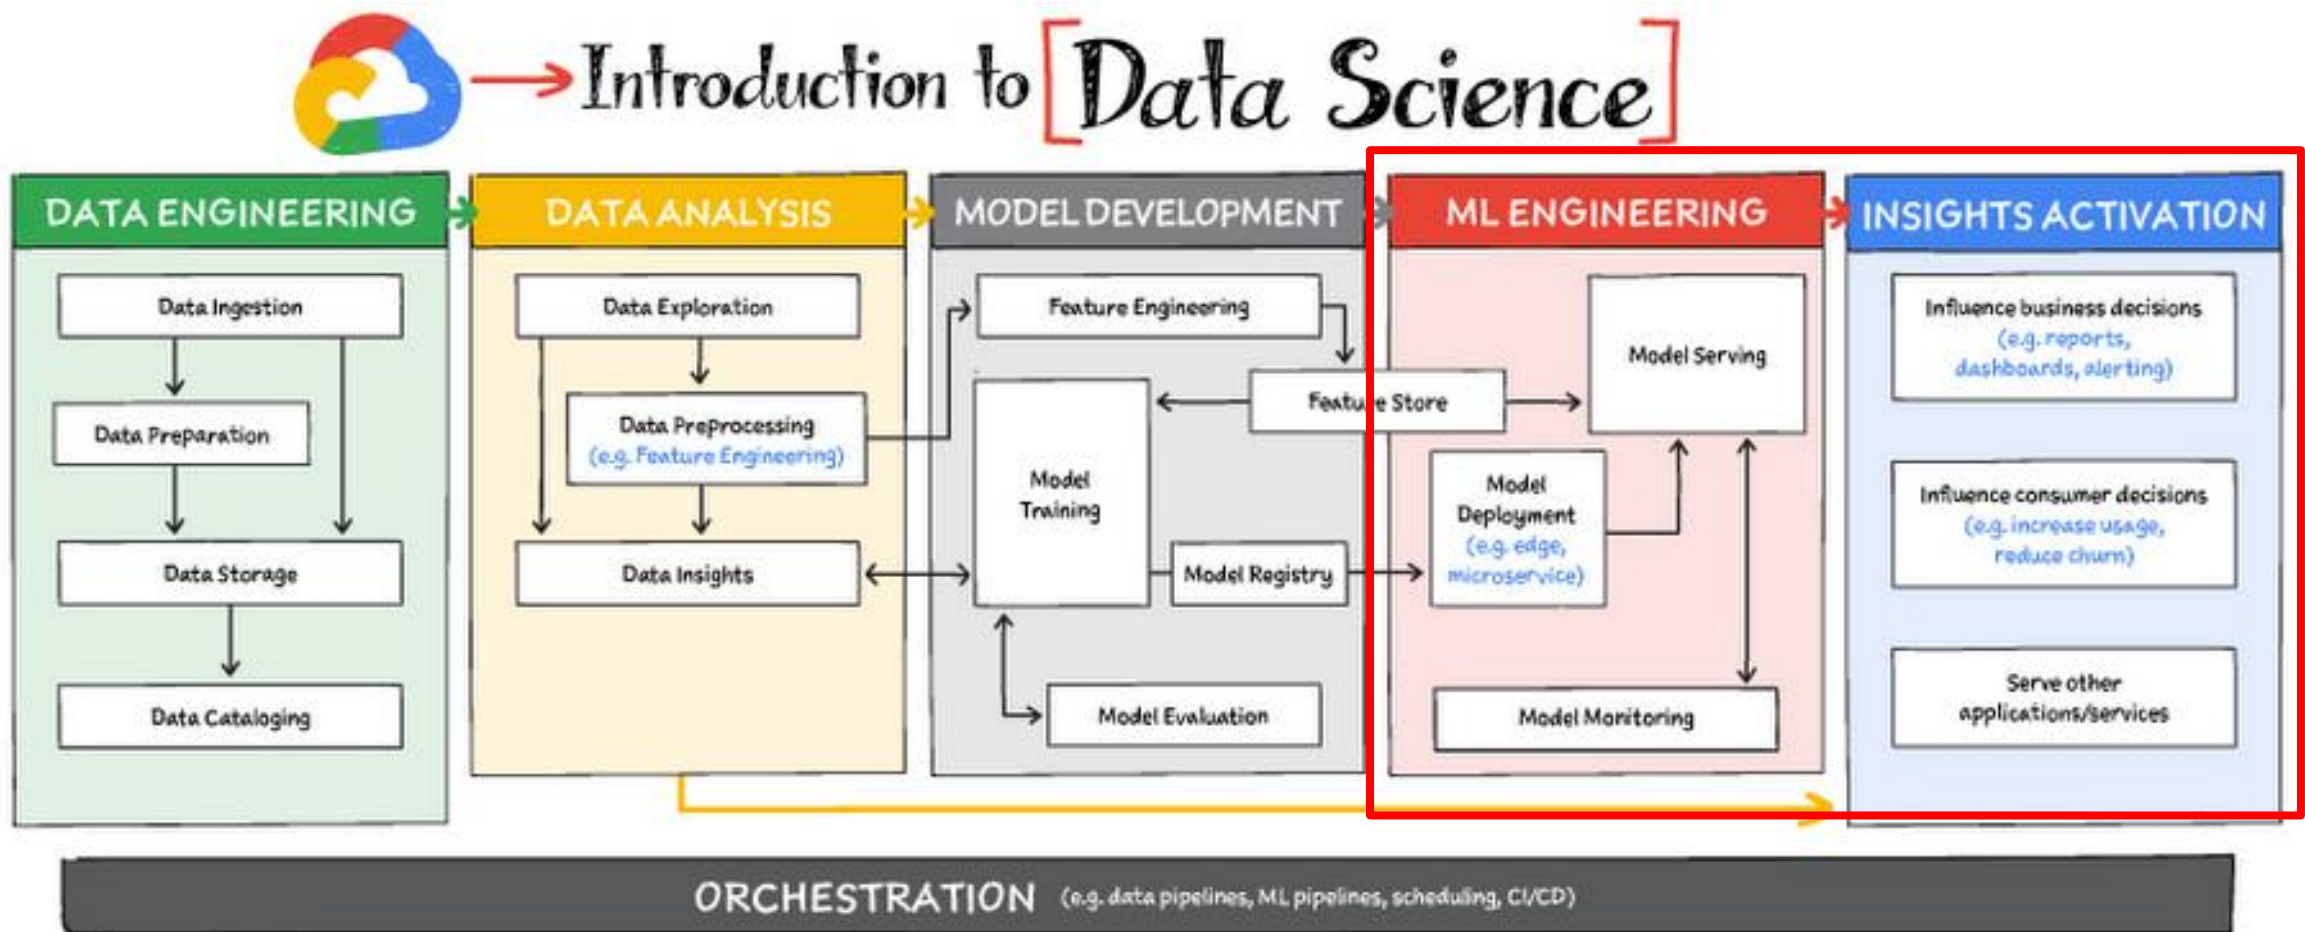 Introduction to [Data Science]
DATA ENGINEERING
Data Ingestion
Data Preparation
Data Storage
Data Cataloging
DATA ANALYSIS
Data Exploration
Data Preprocessing
(e.g. Feature Engineering)
Data Insights
MODEL DEVELOPMENT
Feature Engineering
Feature Store
Model
Training
Model Registry
Model Evaluation
ML ENGINEERING
Model Serving
Model
Deployment
(e.g. edge,
microservice)
Model Monitoring
INSIGHTS ACTIVATION
Influence business decisions
(e.g. reports,
dashboards, alerting)
Influence consumer decisions
(e.g. increase usage,
reduce churn)
Serve other
applications/services
ORCHESTRATION (e.g. data pipelines, ML pipelines, scheduling, CI/CD)